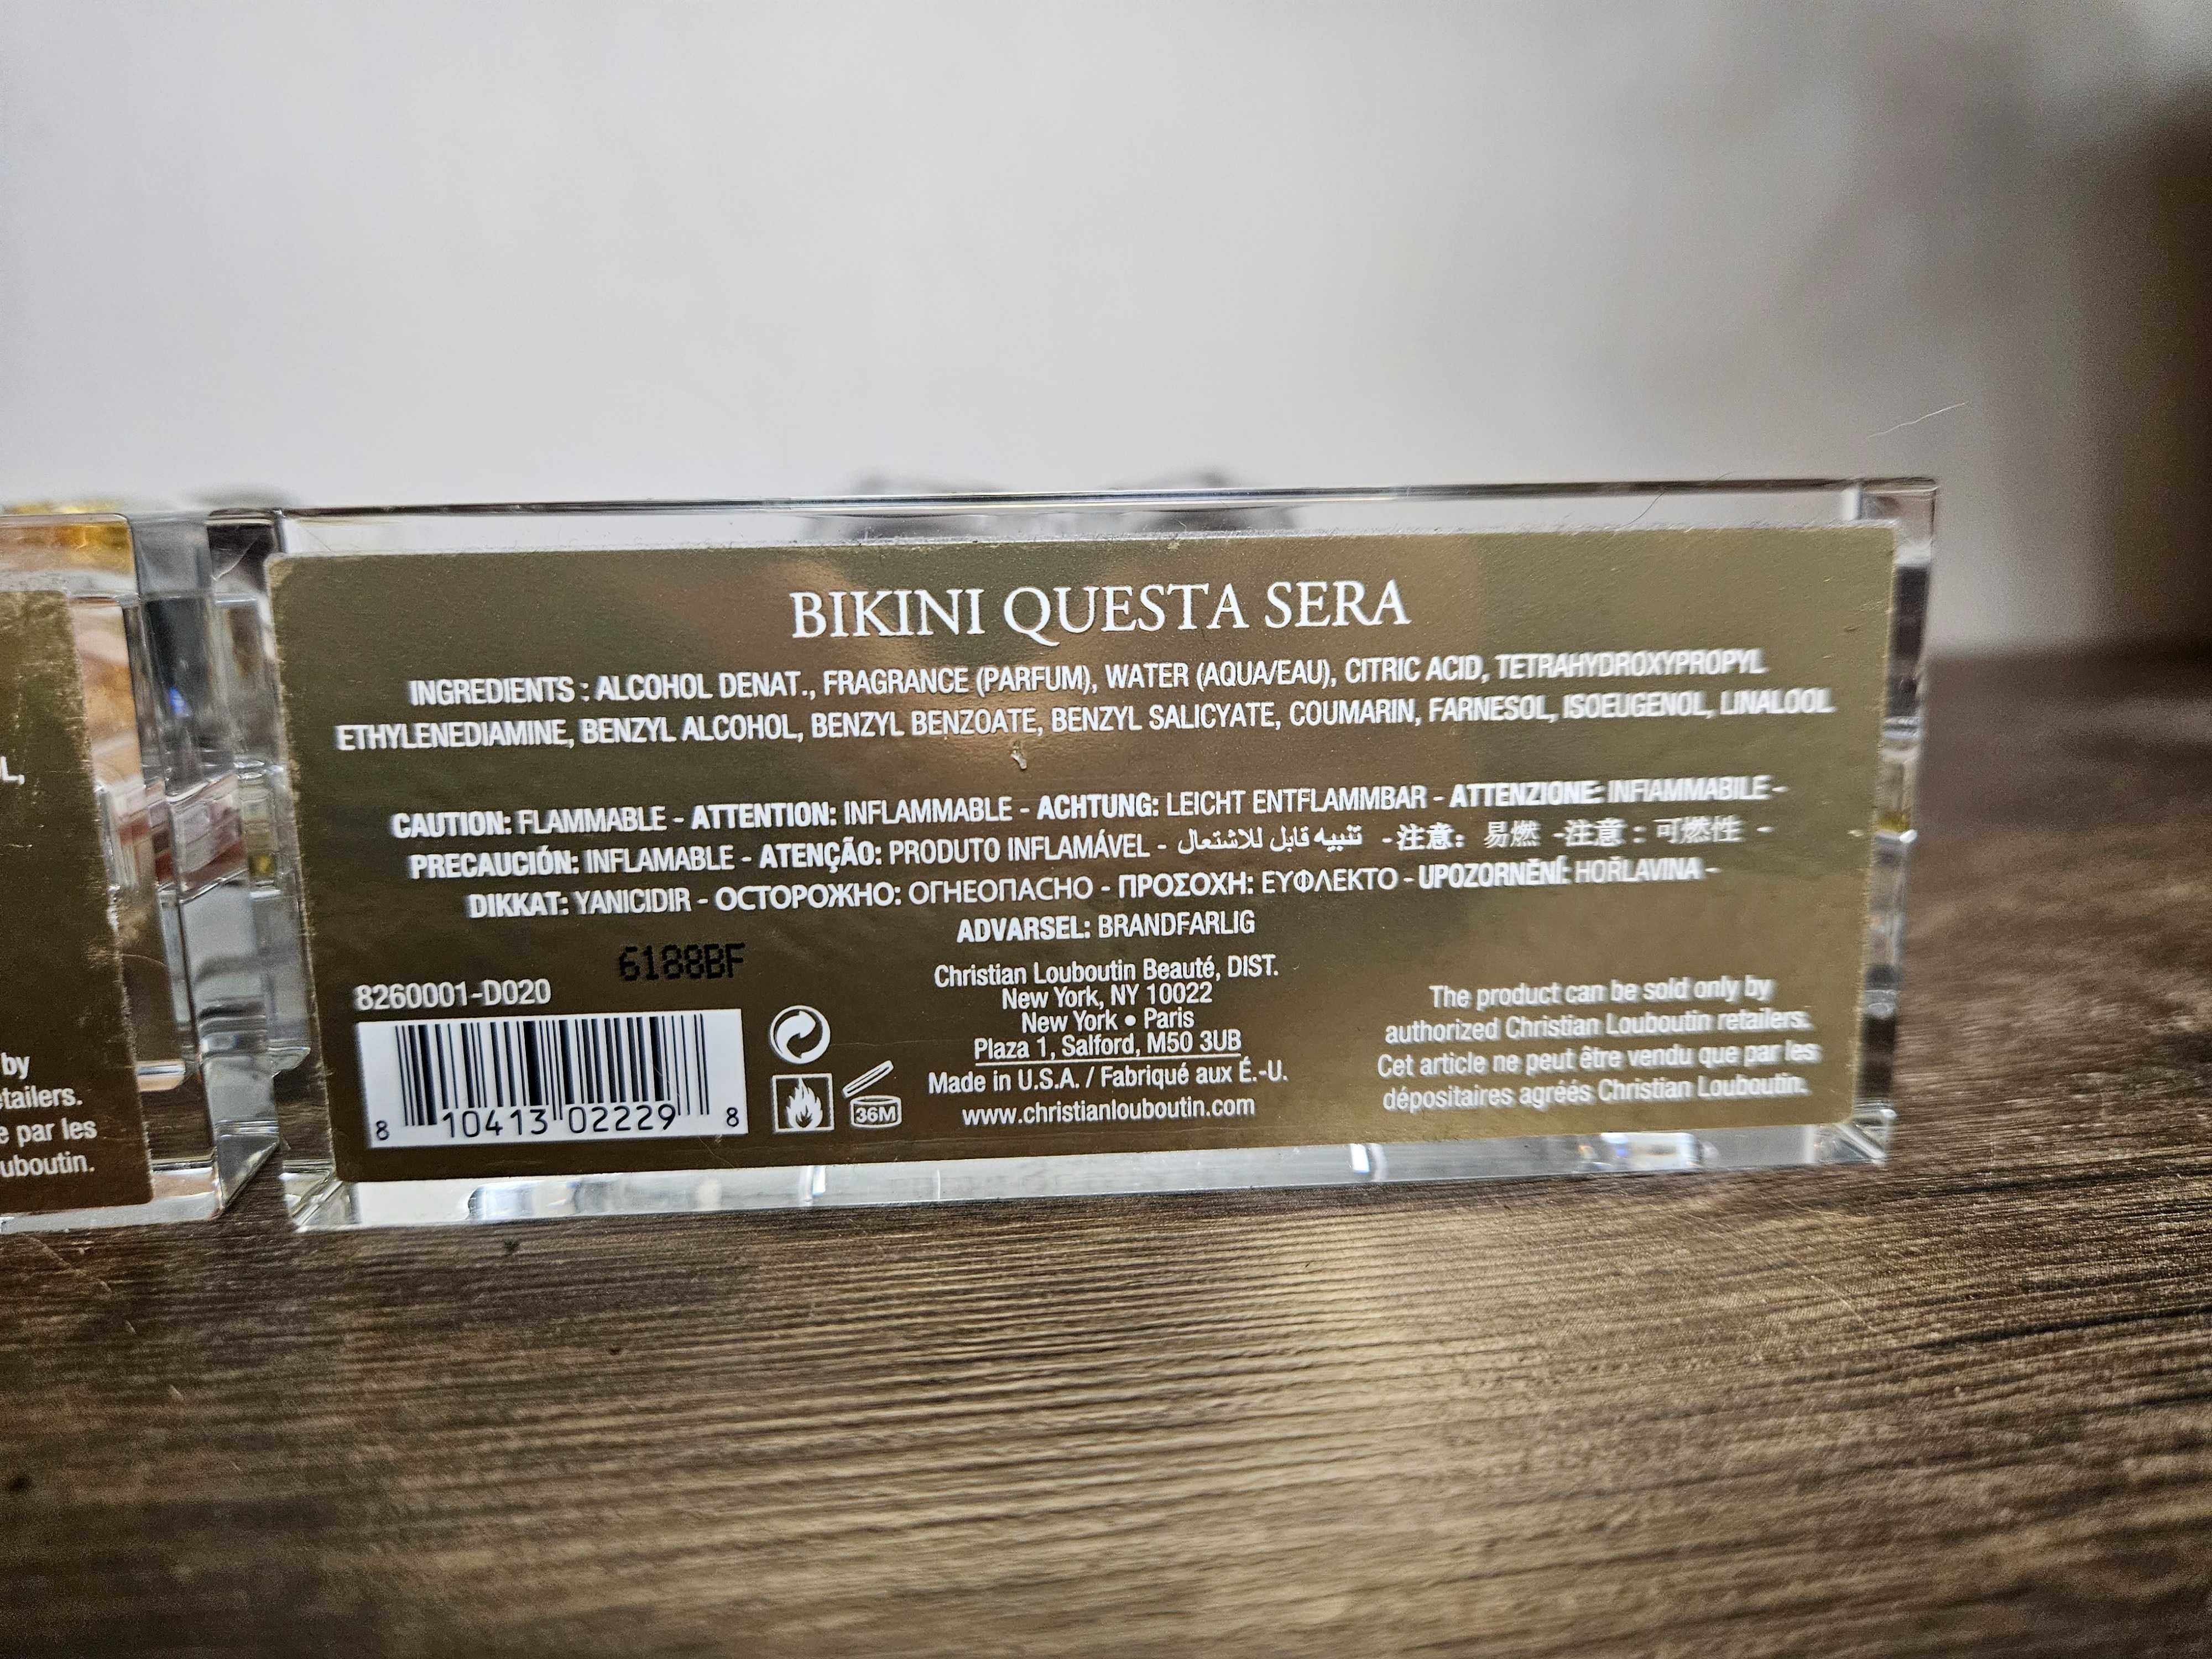 BIKINI QUESTA SERA
INGREDIENTS : ALCOHOL DENAT., FRAGRANCE (PARFUM), WATER (AQUA/EAU), CITRIC ACID, TETRAHYDROXYPROPYL
ETHYLENEDIAMINE, BENZYL ALCOHOL, BENZYL BENZOATE, BENZYL SALICYATE, COUMARIN, FARNESOL, ISOEUGENOL, LINALOOL
CAUTION: FLAMMABLE - ATTENTION: INFLAMMABLE - ACHTUNG: LEICHT ENTFLAMMBAR - ATTENZIONE: INFIAMMABILE -
PRECAUCIÓN: INFLAMABLE - ATENÇÃO: PRODUTO INFLAMÁVEL - تنبيه قابل للاشتعال - 注意: 易燃 -注意: 可燃性 -
DIKKAT: YANICIDIR - ОСТОРОЖНО: ОГНЕОПАСНО - ΠΡΟΣΟΧΗ: ΕΥΦΛΕΚΤΟ - UPOZORNĚNÍ: HOŘLAVINA -
ADVARSEL: BRANDFARLIG
6188BF
8260001-D020
8 10413 02229 8
36M
Christian Louboutin Beauté, DIST.
New York, NY 10022
New York • Paris
Plaza 1, Salford, M50 3UB
Made in U.S.A. / Fabriqué aux É.-U.
www.christianlouboutin.com
The product can be sold only by
authorized Christian Louboutin retailers.
Cet article ne peut être vendu que par les
dépositaires agréés Christian Louboutin.
L,
by
etailers.
e par les
uboutin.